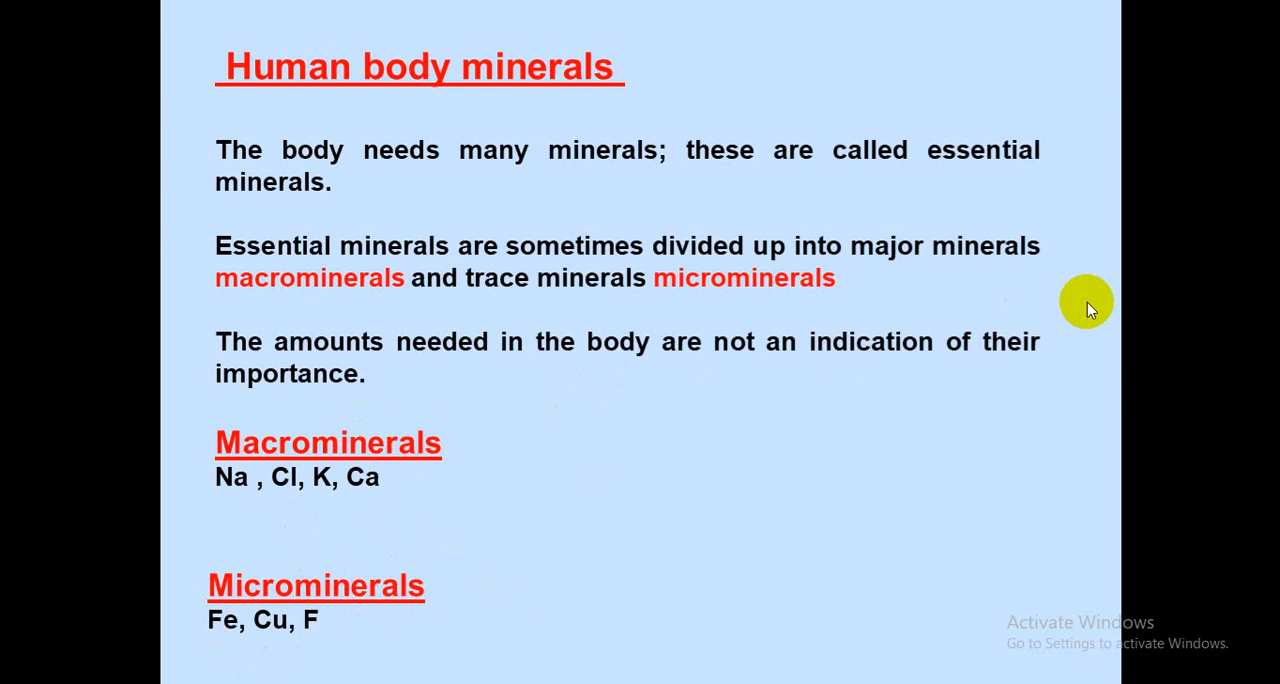 Human body minerals
The body needs many minerals; these are called essential
minerals.
Essential minerals are sometimes divided up into major minerals
macrominerals and trace minerals microminerals
The amounts needed in the body are not an indication of their
importance.
Macrominerals
Na , Cl, K, Ca
Microminerals
Fe, Cu, F
Activate Windows
Go to Settings to activate Windows.